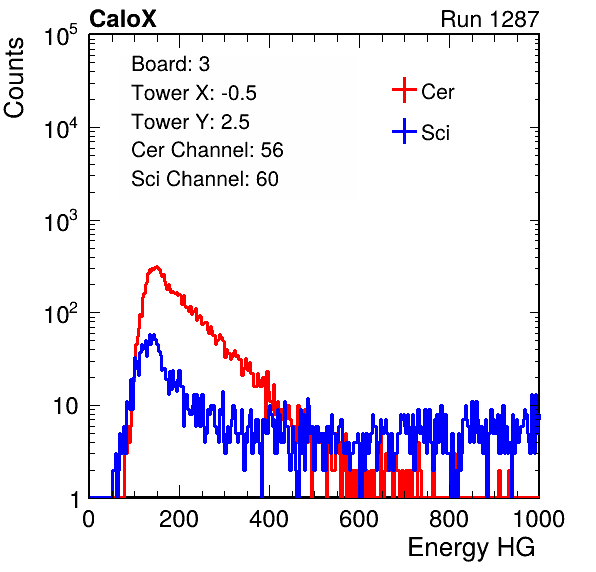 CaloX
Run 1287
Counts
Board: 3
Tower X: -0.5
Tower Y: 2.5
Cer Channel: 56
Sci Channel: 60
Cer
Sci
10^5
10^4
10^3
10^2
10
1
0 200 400 600 800 1000
Energy HG